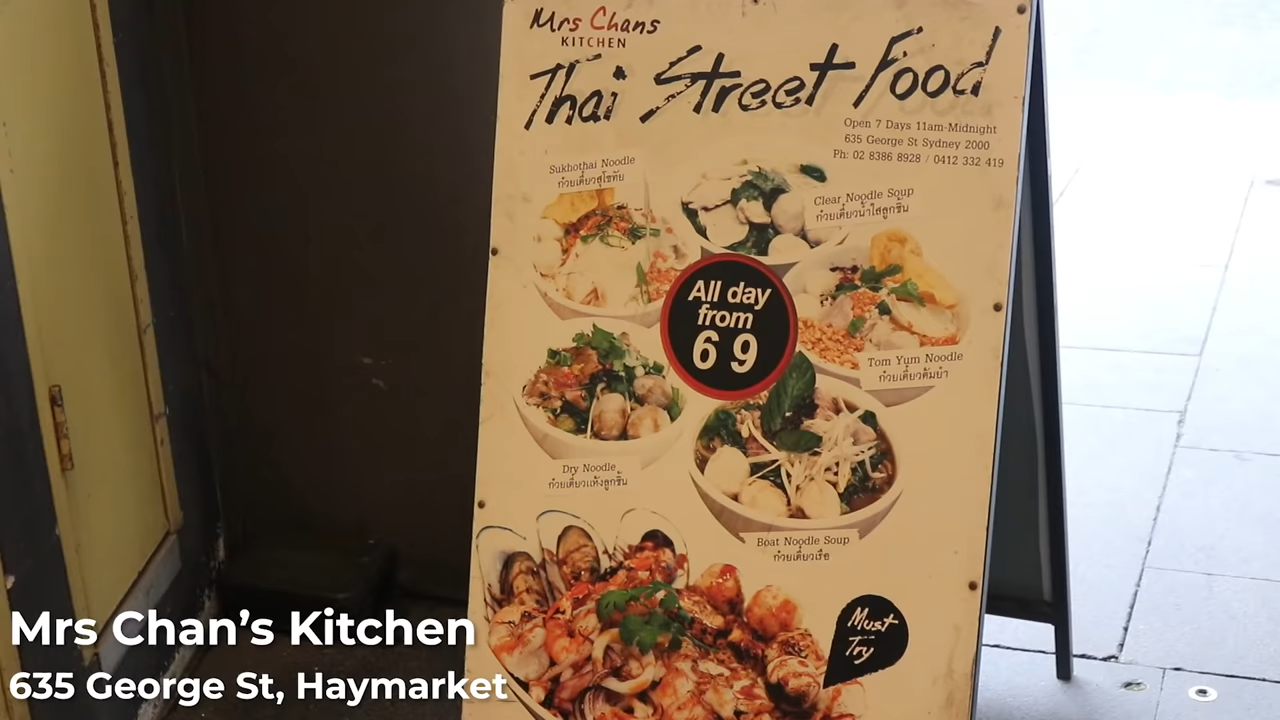 Mrs Chans
KITCHEN
Thai Street Food
Open 7 Days 11am-Midnight
635 George St Sydney 2000
Ph: 02 8386 8928 / 0412 332 419
Sukhothai Noodle
ก๋วยเตี๋ยวสุโขทัย
Clear Noodle Soup
ก๋วยเตี๋ยวน้ำใสลูกชิ้น
All day
from
6 9
Tom Yum Noodle
ก๋วยเตี๋ยวต้มยำ
Dry Noodle
ก๋วยเตี๋ยวแห้งลูกชิ้น
Boat Noodle Soup
ก๋วยเตี๋ยวเรือ
Must
Try
Mrs Chan’s Kitchen
635 George St, Haymarket